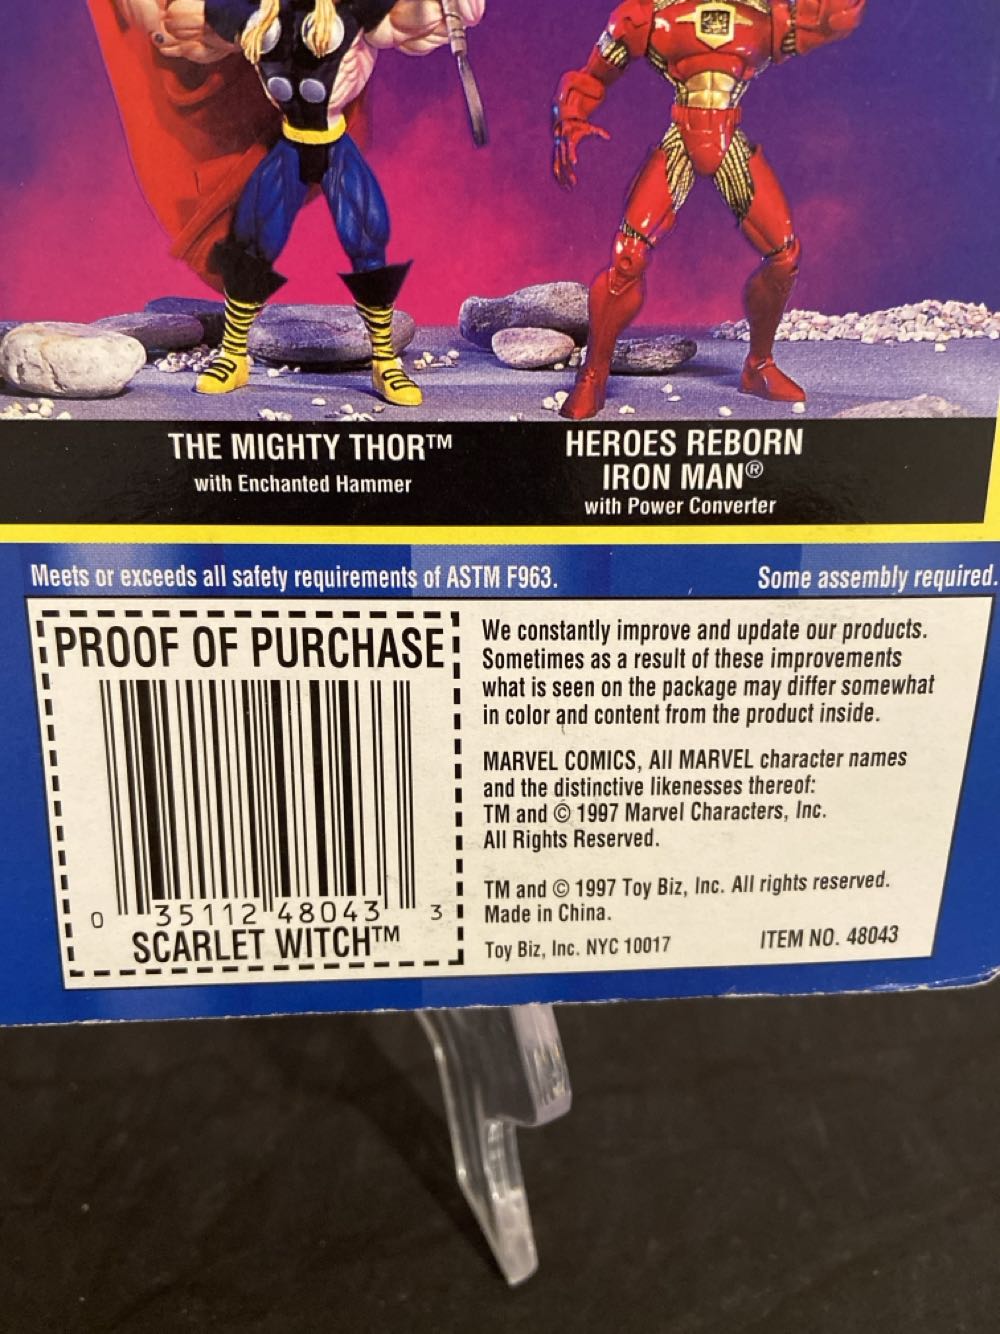 THE MIGHTY THOR™
with Enchanted Hammer
HEROES REBORN
IRON MAN®
with Power Converter
Meets or exceeds all safety requirements of ASTM F963.
Some assembly required.
PROOF OF PURCHASE
0 35112 48043 3
SCARLET WITCH™
We constantly improve and update our products.
Sometimes as a result of these improvements
what is seen on the package may differ somewhat
in color and content from the product inside.
MARVEL COMICS, All MARVEL character names
and the distinctive likenesses thereof:
TM and © 1997 Marvel Characters, Inc.
All Rights Reserved.
TM and © 1997 Toy Biz, Inc. All rights reserved.
Made in China.
Toy Biz, Inc. NYC 10017
ITEM NO. 48043